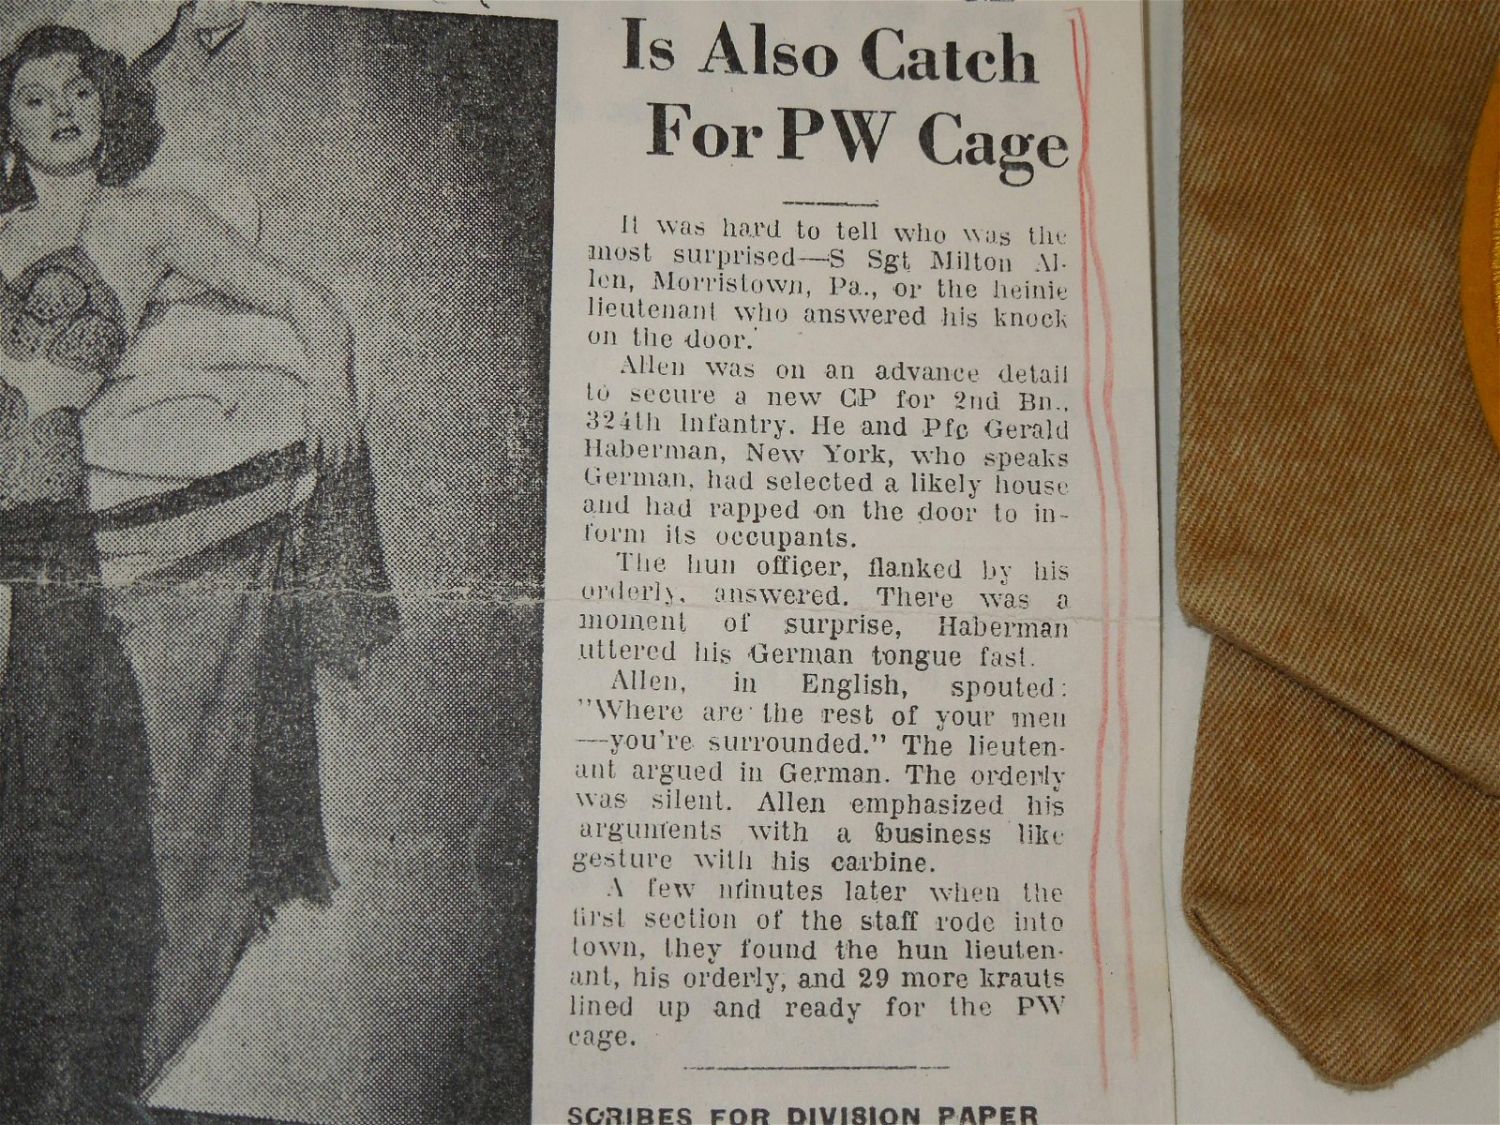 Is Also Catch
For PW Cage
It was hard to tell who was the
most surprised—S Sgt Milton Al-
len, Morristown, Pa., or the heinie
lieutenant who answered his knock
on the door.
Allen was on an advance detail
to secure a new CP for 2nd Bn.,
324th Infantry. He and Pfc Gerald
Haberman, New York, who speaks
German, had selected a likely house
and had rapped on the door to in-
form its occupants.
The hun officer, flanked by his
orderly, answered. There was a
moment of surprise, Haberman
uttered his German tongue fast.
Allen, in English, spouted:
"Where are the rest of your men
—you're surrounded." The lieuten-
ant argued in German. The orderly
was silent. Allen emphasized his
arguments with a business like
gesture with his carbine.
A few minutes later when the
first section of the staff rode into
town, they found the hun lieuten-
ant, his orderly, and 29 more krauts
lined up and ready for the PW
cage.
SCRIBES FOR DIVISION PAPER